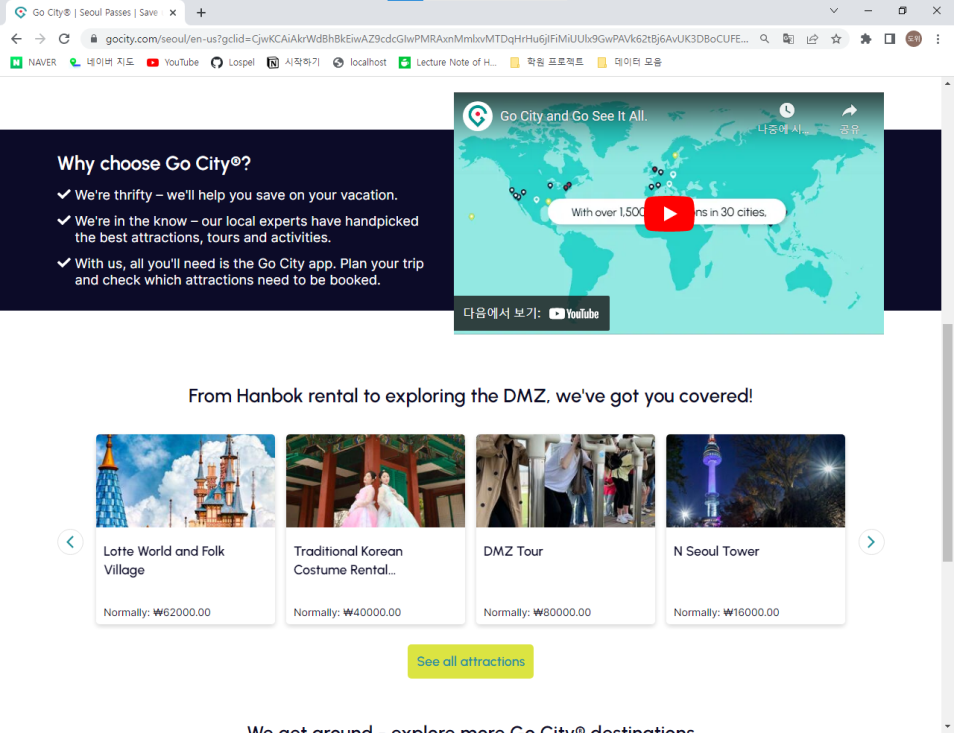 Go City® | Seoul Passes | Save
gocity.com/seoul/en-us?gclid=CjwKCAiAkrWdBhBkEiwAZ9cdcGIwPMRAxnMmlxvMTDqHrHu6jIFiMiUUlx9GwPAVk62tBj6AvUK3DBoCUFE...
도위
NAVER
네이버 지도
YouTube
Lospel
시작하기
localhost
Lecture Note of H...
학원 프로젝트
데이터 모음
Go City and Go See It All.
나중에 시...
공유
Why choose Go City®?
We're thrifty – we'll help you save on your vacation.
We're in the know – our local experts have handpicked
the best attractions, tours and activities.
With us, all you'll need is the Go City app. Plan your trip
and check which attractions need to be booked.
With over 1,500 ns in 30 cities,
다음에서 보기: YouTube
From Hanbok rental to exploring the DMZ, we've got you covered!
Lotte World and Folk
Village
Normally: ₩62000.00
Traditional Korean
Costume Rental...
Normally: ₩40000.00
DMZ Tour
Normally: ₩80000.00
N Seoul Tower
Normally: ₩16000.00
See all attractions
We get around – explore more Go City® destinations